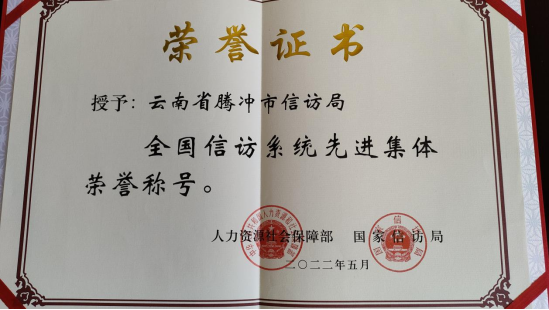 荣誉证书
授予：云南省腾冲市信访局
全国信访系统先进集体
荣誉称号。
人力资源社会保障部 国家信访局
二〇二二年五月